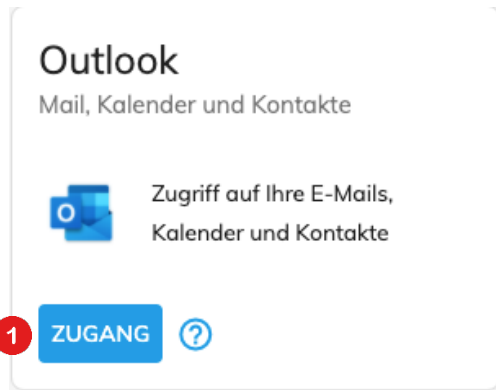 Outlook
Mail, Kalender und Kontakte
Zugriff auf Ihre E-Mails,
Kalender und Kontakte
1 ZUGANG ?